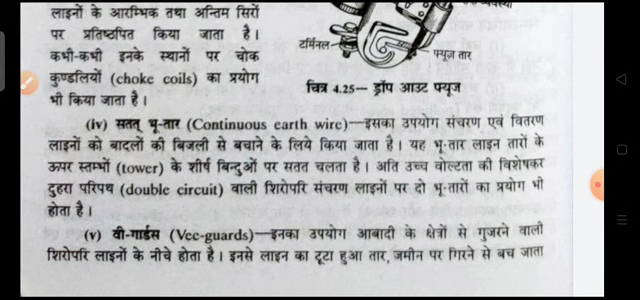 लाइनों के आरम्भिक तथा अन्तिम सिरों
पर प्रतिष्ठपित किया जाता है।
कभी-कभी इनके स्थानों पर चोक
कुण्डलियों (choke coils) का प्रयोग
भी किया जाता है।
टर्मिनल
फ्यूज तार
चित्र 4.25— ड्रॉप आउट फ्यूज
(iv) सतत् भू-तार (Continuous earth wire)—इसका उपयोग संचरण एवं वितरण
लाइनों को बादलों की बिजली से बचाने के लिये किया जाता है। यह भू-तार लाइन तारों के
ऊपर स्तम्भों (tower) के शीर्ष बिन्दुओं पर सतत चलता है। अति उच्च वोल्टता की विशेषकर
दुहरा परिपथ (double circuit) वाली शिरोपरि संचरण लाइनों पर दो भू-तारों का प्रयोग भी
होता है।
(v) वी-गार्डस (Vee-guards)—इनका उपयोग आबादी के क्षेत्रों से गुजरने वाली
शिरोपरि लाइनों के नीचे होता है। इनसे लाइन का टूटा हुआ तार, जमीन पर गिरने से बच जाता